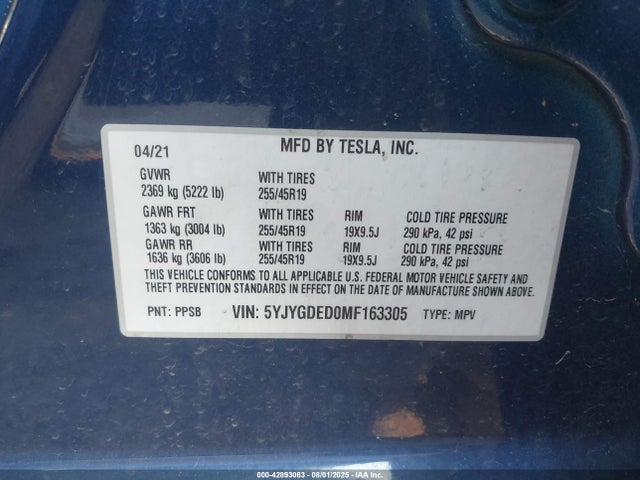 04/21 MFD BY TESLA, INC.
GVWR WITH TIRES
2369 kg (5222 lb) 255/45R19
GAWR FRT WITH TIRES RIM COLD TIRE PRESSURE
1363 kg (3004 lb) 255/45R19 19X9.5J 290 kPa, 42 psi
GAWR RR WITH TIRES RIM COLD TIRE PRESSURE
1636 kg (3606 lb) 255/45R19 19X9.5J 290 kPa, 42 psi
THIS VEHICLE CONFORMS TO ALL APPLICABLE U.S. FEDERAL MOTOR VEHICLE SAFETY AND
THEFT PREVENTION STANDARDS IN EFFECT ON THE DATE OF MANUFACTURE SHOWN ABOVE.
PNT: PPSB VIN: 5YJYGDED0MF163305 TYPE: MPV
000-42893083 - 08/01/2025 - IAAI.COM